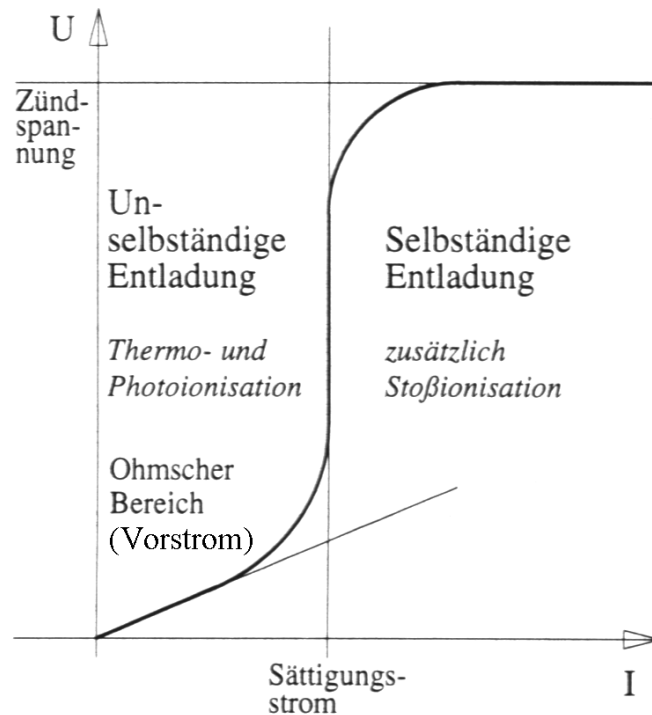 U
Zünd-
span-
nung
Un-
selbständige
Entladung
Selbständige
Entladung
Thermo- und
Photoionisation
zusätzlich
Stoßionisation
Ohmscher
Bereich
(Vorstrom)
Sättigungs-
strom
I